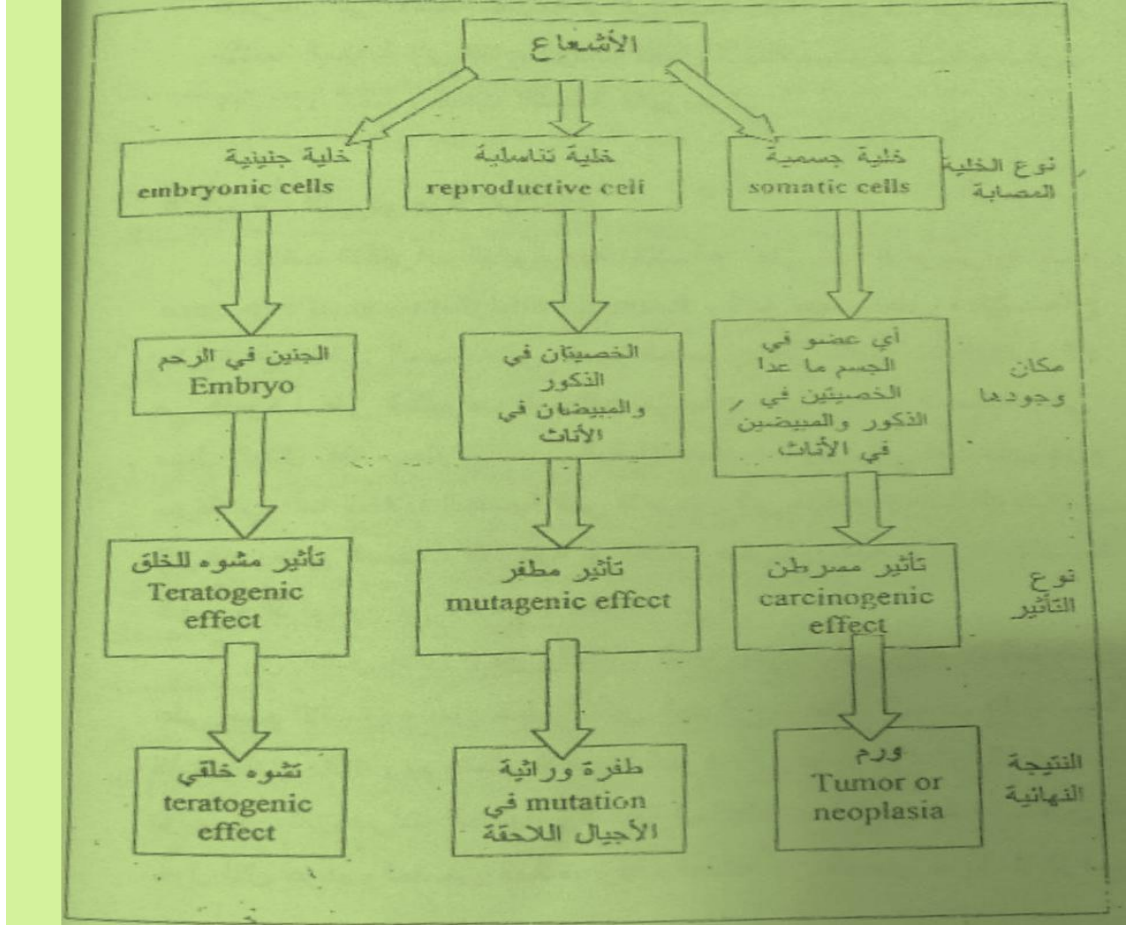 الأشعاع
نوع الخلية
المصابة
خلية جسمية
somatic cells
خلية تناسلية
reproductive cell
خلية جنينية
embryonic cells
مكان
وجودها
أي عضو في
الجسم ما عدا
الخصيتين في
الذكور والمبيضين
في الأناث
الخصيتان في
الذكور
والمبيضان في
الأناث
الجنين في الرحم
Embryo
نوع
التأثير
تأثير مسرطن
carcinogenic
effect
تأثير مطفر
mutagenic effect
تأثير مشوه للخلق
Teratogenic
effect
النتيجة
النهائية
ورم
Tumor or
neoplasia
طفرة وراثية
mutation في
الأجيال اللاحقة
تشوه خلقي
teratogenic
effect